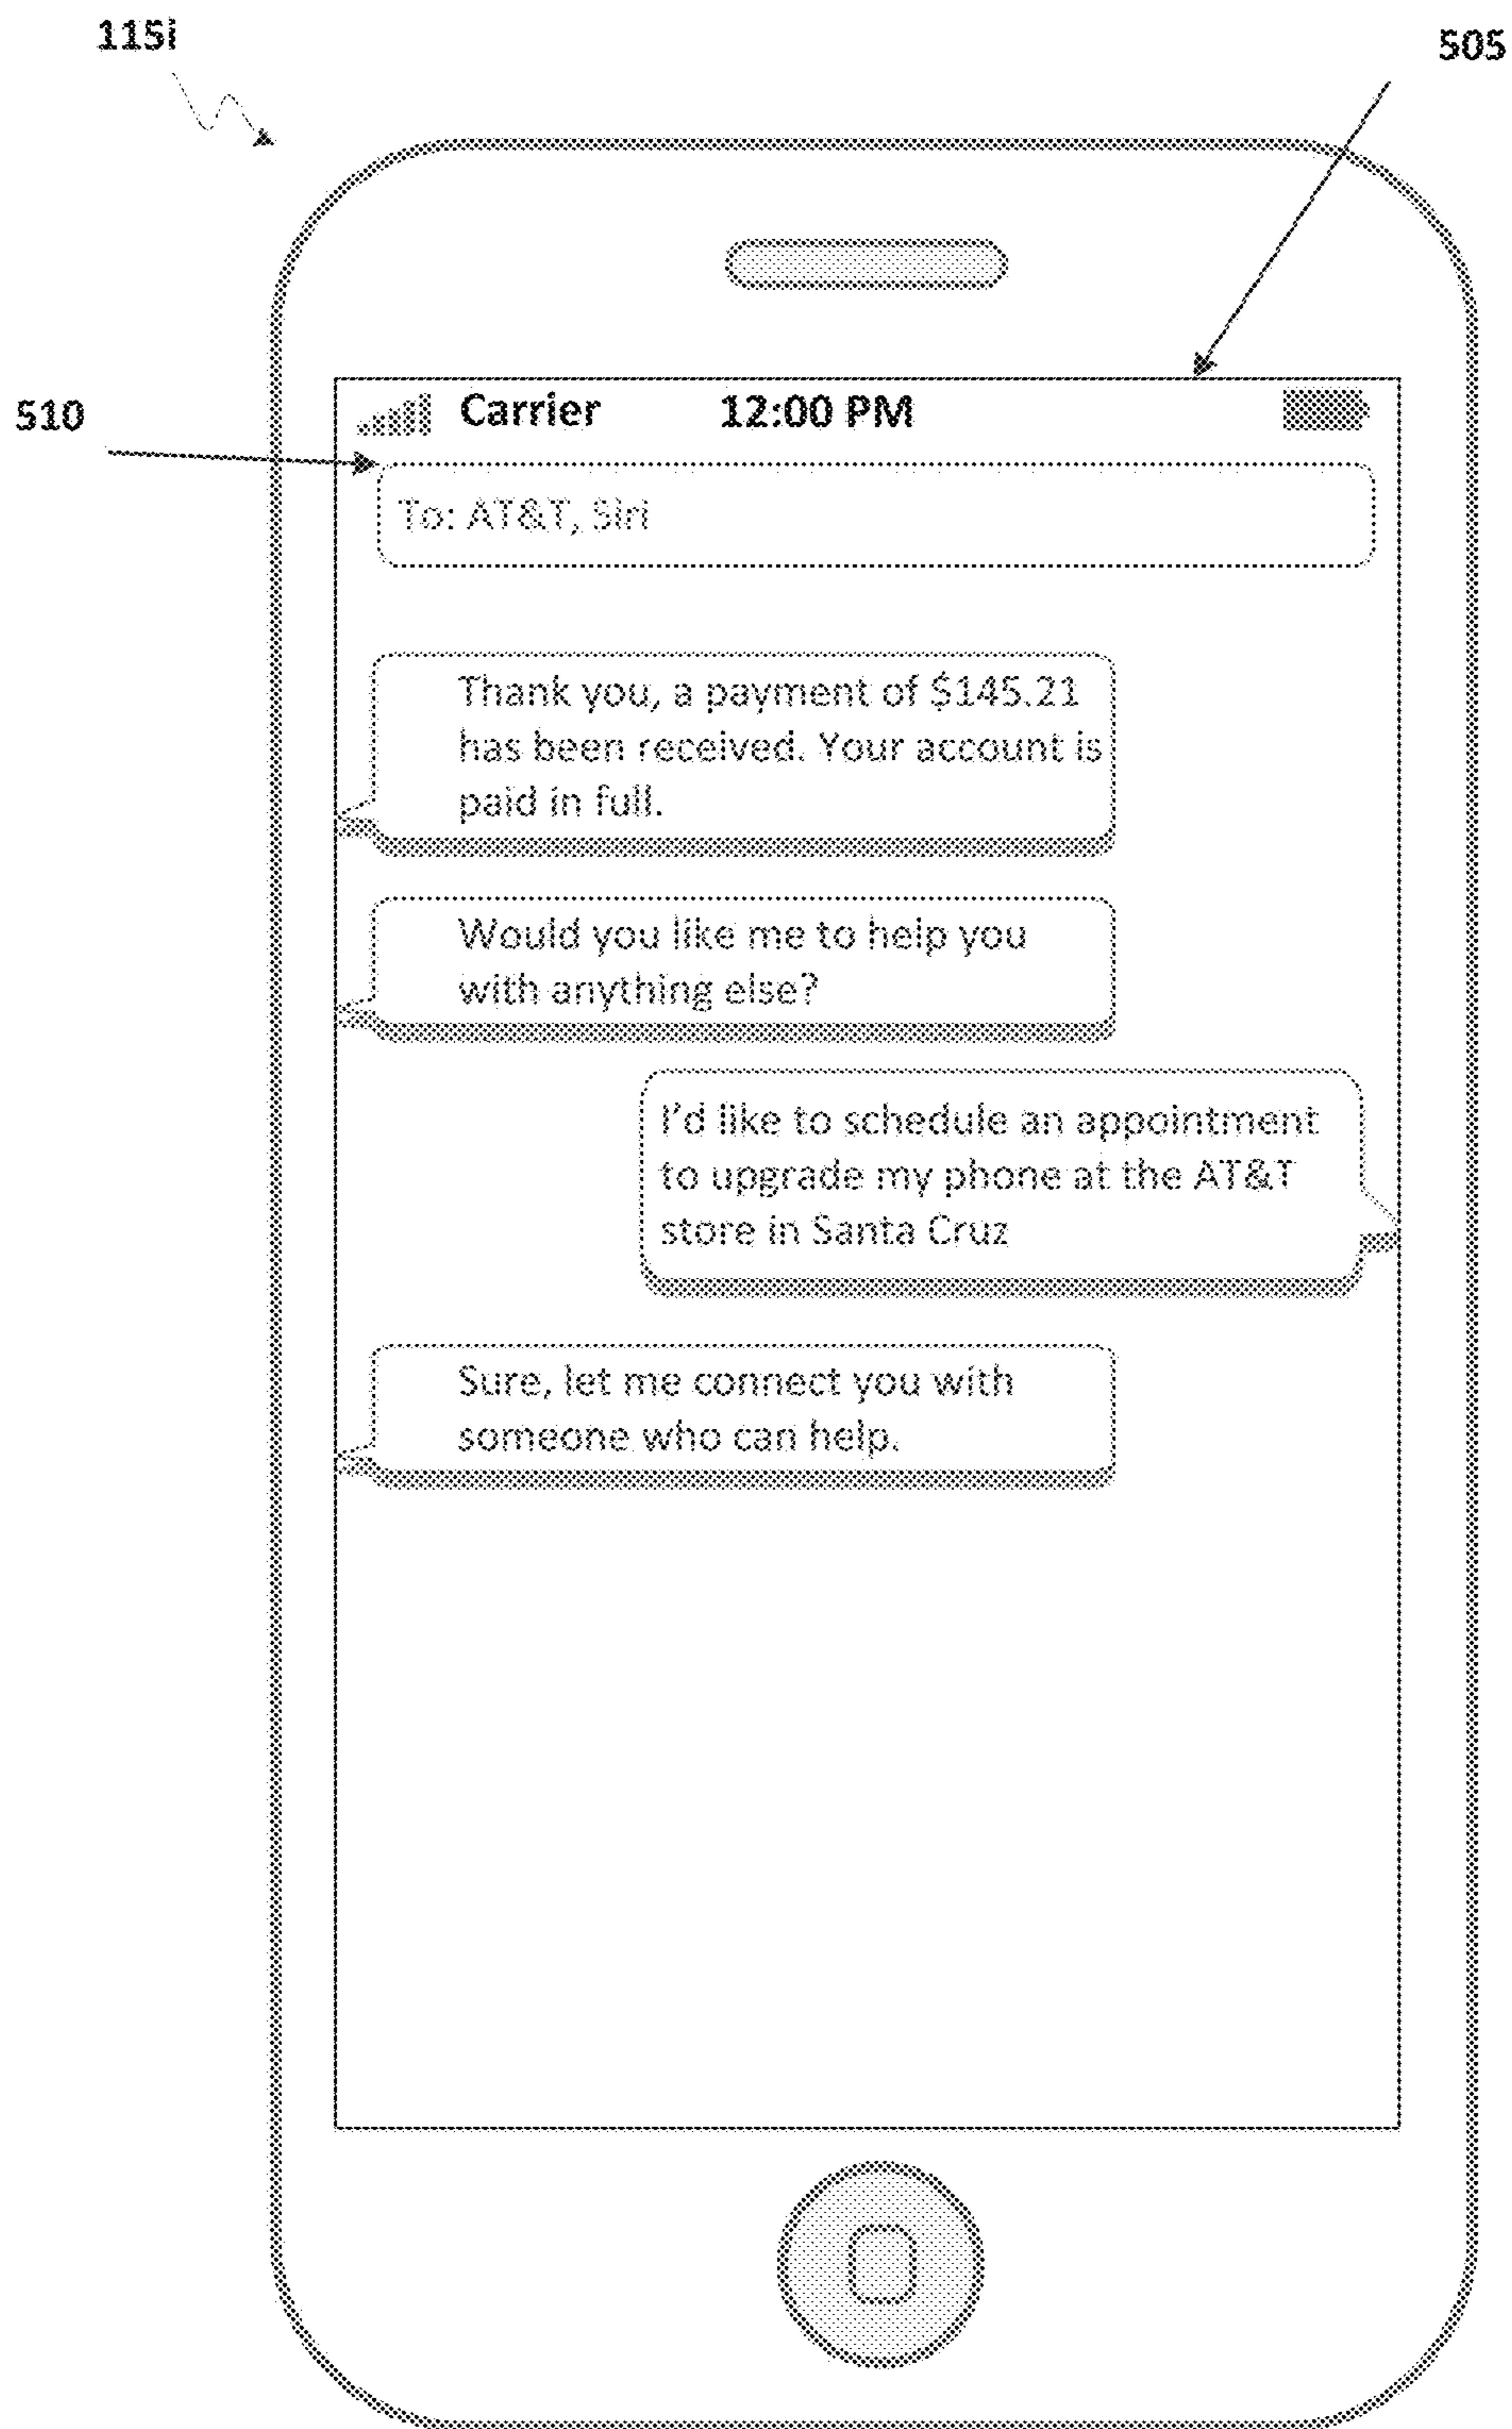 115i
505
510
Carrier 12:00 PM
To: AT&T, Siri
Thank you, a payment of $145.21
has been received. Your account is
paid in full.
Would you like me to help you
with anything else?
I'd like to schedule an appointment
to upgrade my phone at the AT&T
store in Santa Cruz
Sure, let me connect you with
someone who can help.